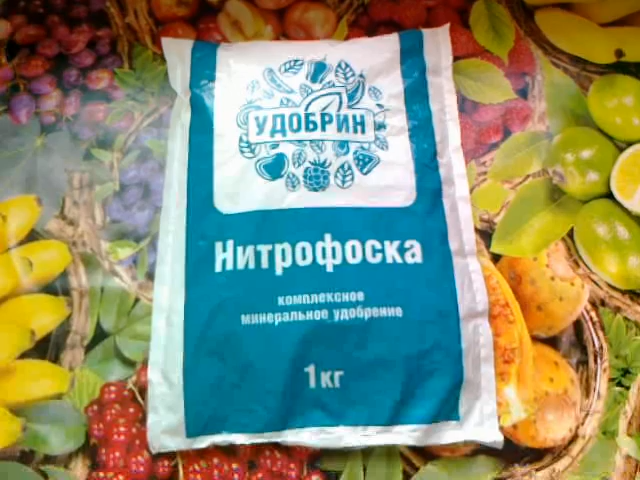 УДОБРИН
Нитрофоска
комплексное
минеральное удобрение
1кг